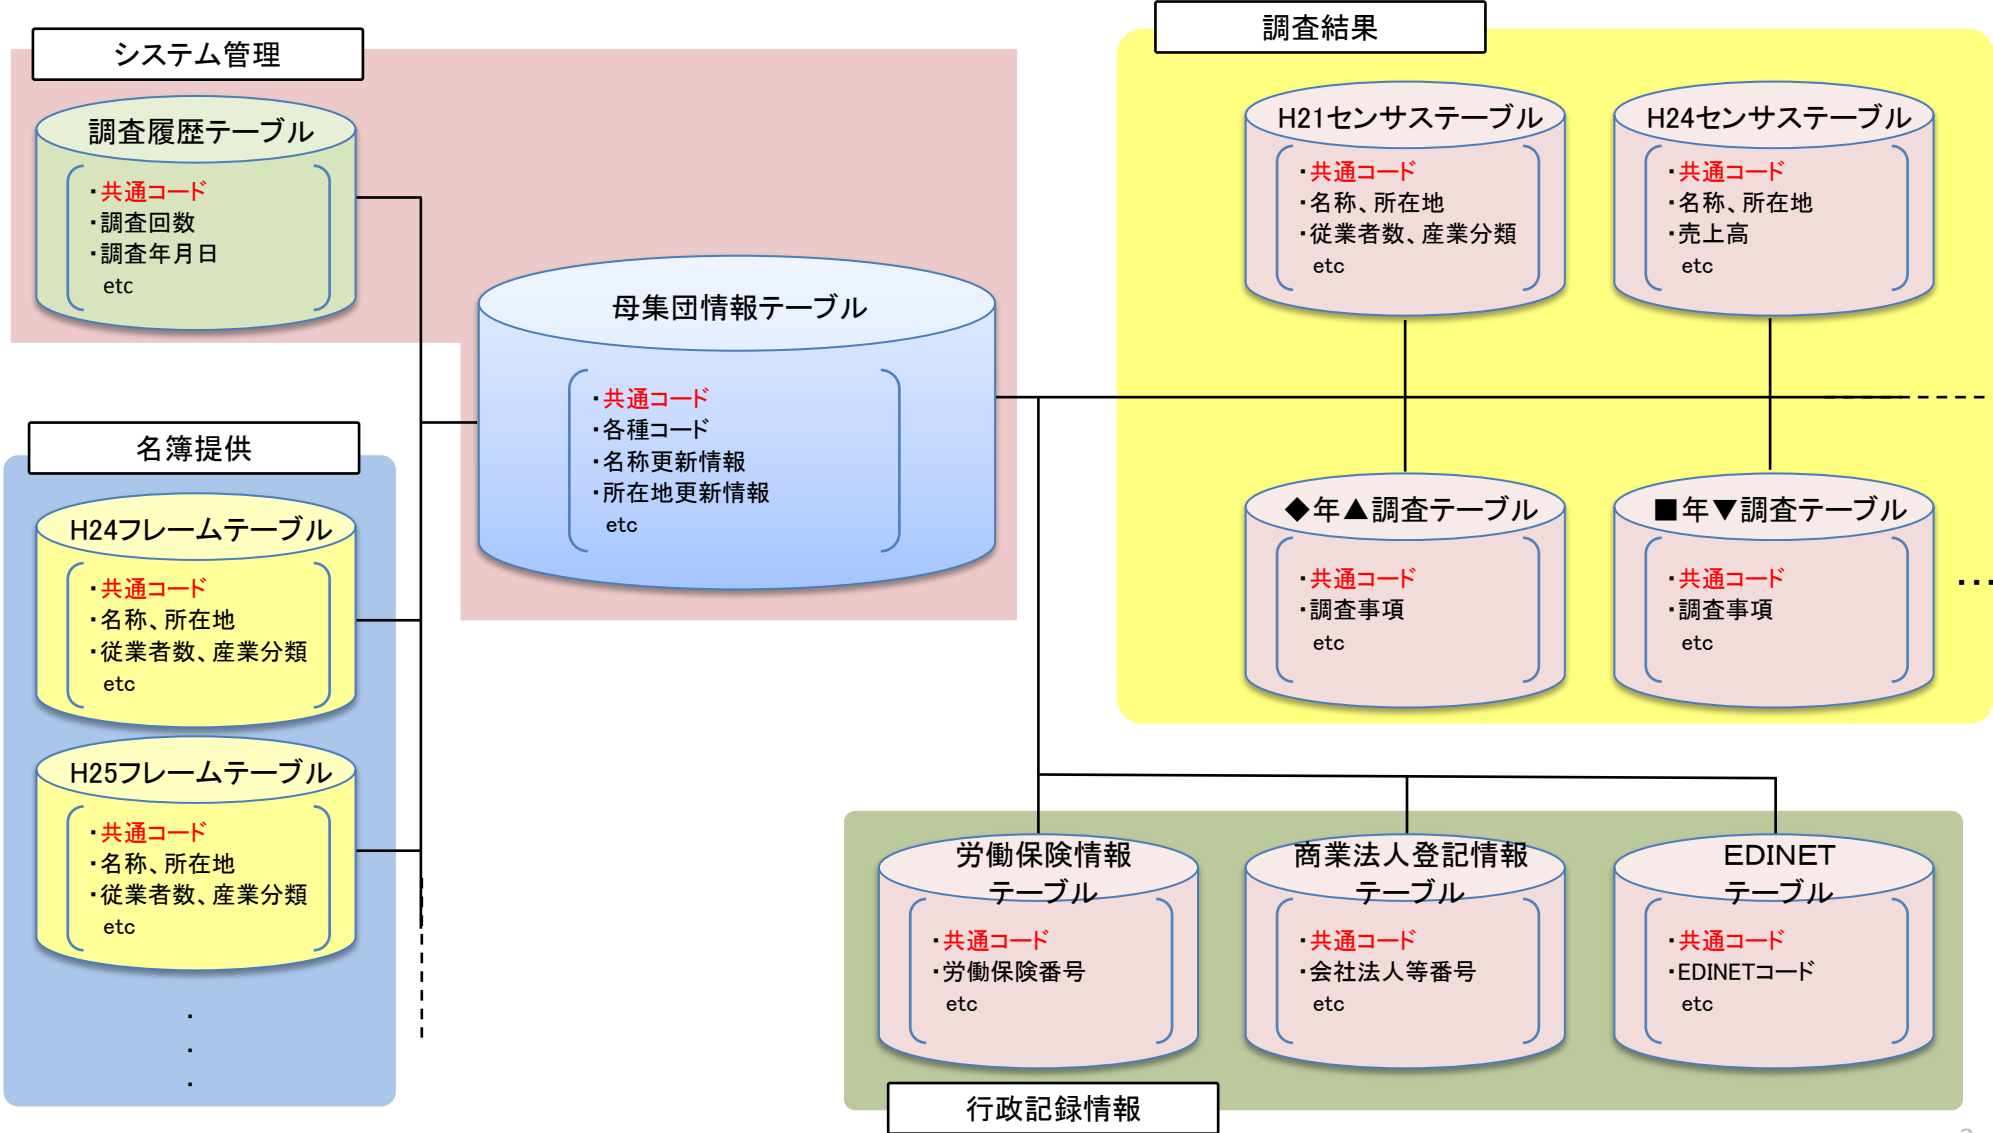 システム管理
調査履歴テーブル
・共通コード
・調査回数
・調査年月日
etc
母集団情報テーブル
・共通コード
・各種コード
・名称更新情報
・所在地更新情報
etc
名簿提供
H24フレームテーブル
・共通コード
・名称、所在地
・従業者数、産業分類
etc
H25フレームテーブル
・共通コード
・名称、所在地
・従業者数、産業分類
etc
・
・
・
調査結果
H21センサステーブル
・共通コード
・名称、所在地
・従業者数、産業分類
etc
H24センサステーブル
・共通コード
・名称、所在地
・売上高
etc
◆年▲調査テーブル
・共通コード
・調査事項
etc
■年▼調査テーブル
・共通コード
・調査事項
etc
…
労働保険情報
テーブル
・共通コード
・労働保険番号
etc
商業法人登記情報
テーブル
・共通コード
・会社法人等番号
etc
EDINET
テーブル
・共通コード
・EDINETコード
etc
行政記録情報